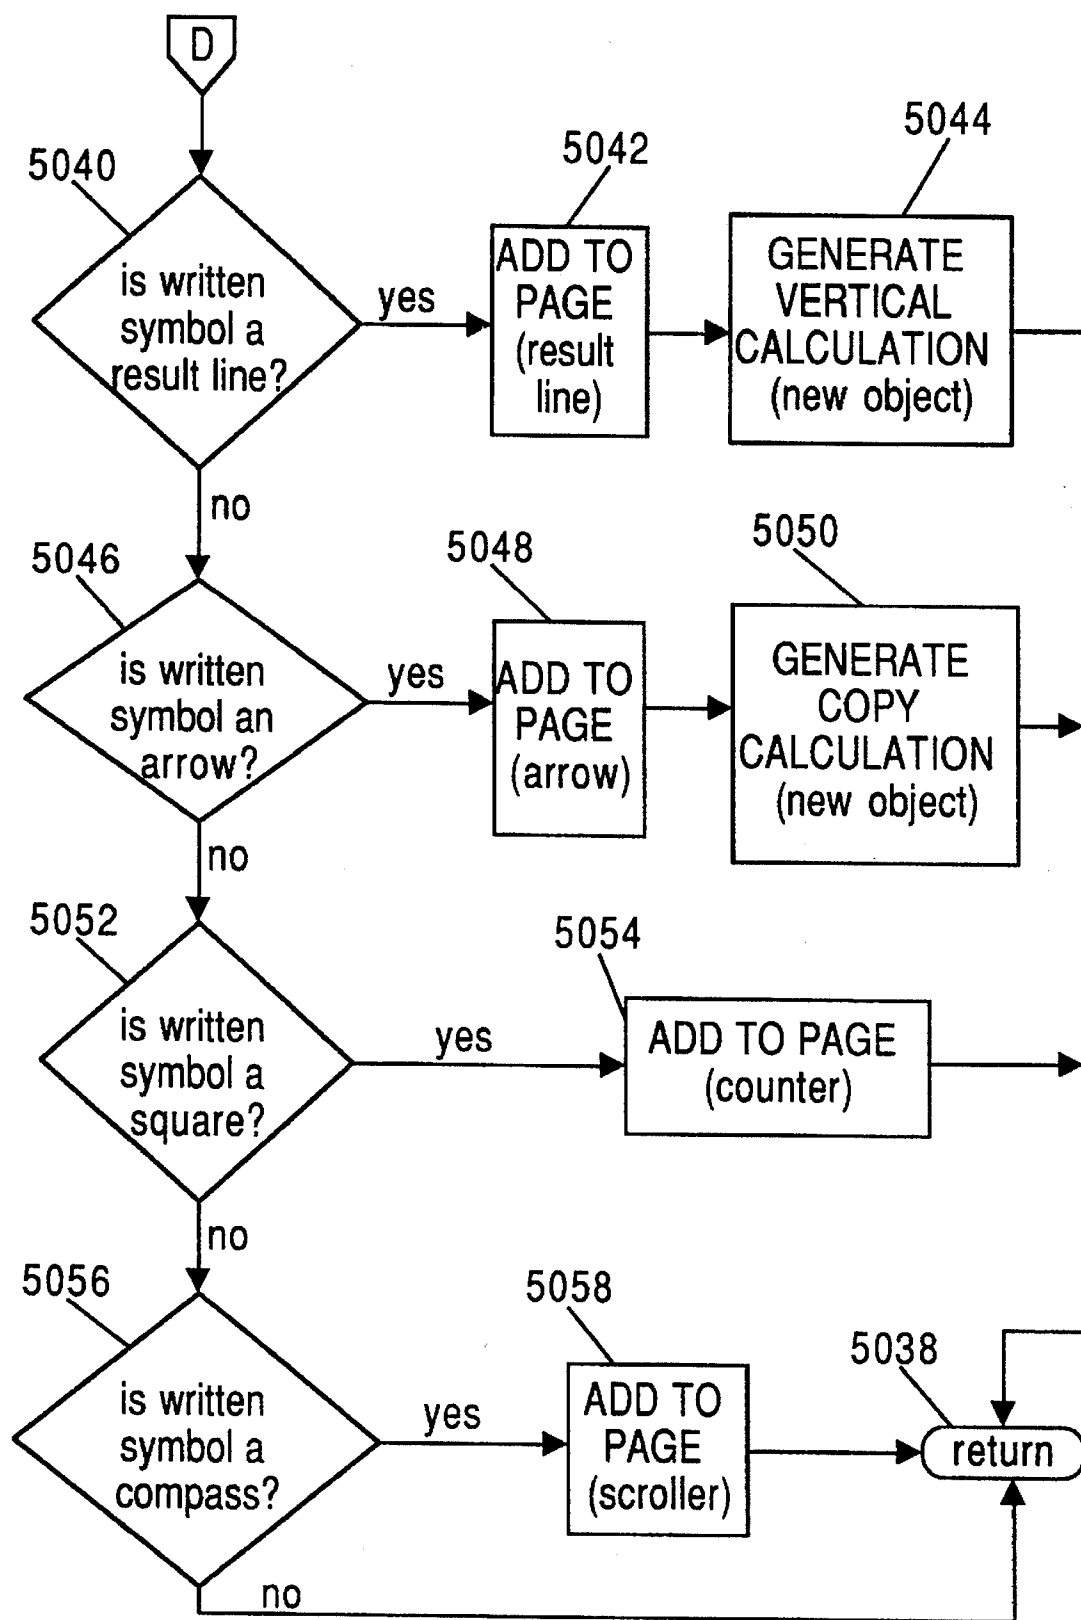 D
5040
is written
symbol a
result line?
yes
5042
ADD TO
PAGE
(result
line)
5044
GENERATE
VERTICAL
CALCULATION
(new object)
no
5046
is written
symbol an
arrow?
yes
5048
ADD TO
PAGE
(arrow)
5050
GENERATE
COPY
CALCULATION
(new object)
no
5052
is written
symbol a
square?
yes
5054
ADD TO PAGE
(counter)
no
5056
is written
symbol a
compass?
yes
5058
ADD TO
PAGE
(scroller)
5038
return
no